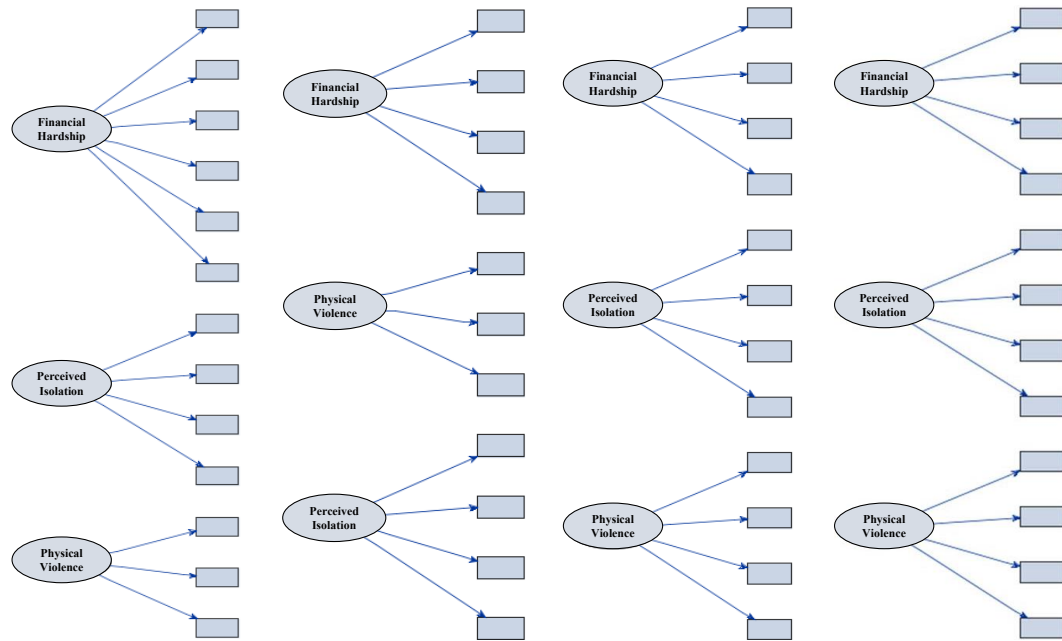 Financial
Hardship
Perceived
Isolation
Physical
Violence
Financial
Hardship
Physical
Violence
Perceived
Isolation
Financial
Hardship
Perceived
Isolation
Physical
Violence
Financial
Hardship
Perceived
Isolation
Physical
Violence